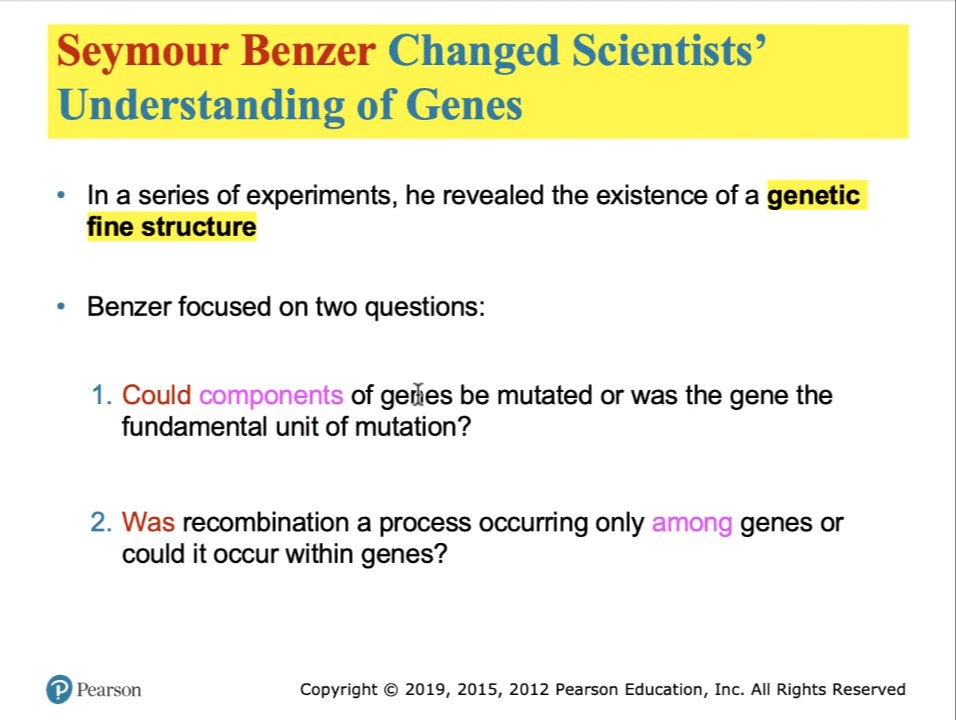 Seymour Benzer Changed Scientists’
Understanding of Genes
• In a series of experiments, he revealed the existence of a genetic
fine structure
• Benzer focused on two questions:
1. Could components of genes be mutated or was the gene the
fundamental unit of mutation?
2. Was recombination a process occurring only among genes or
could it occur within genes?
P Pearson
Copyright © 2019, 2015, 2012 Pearson Education, Inc. All Rights Reserved